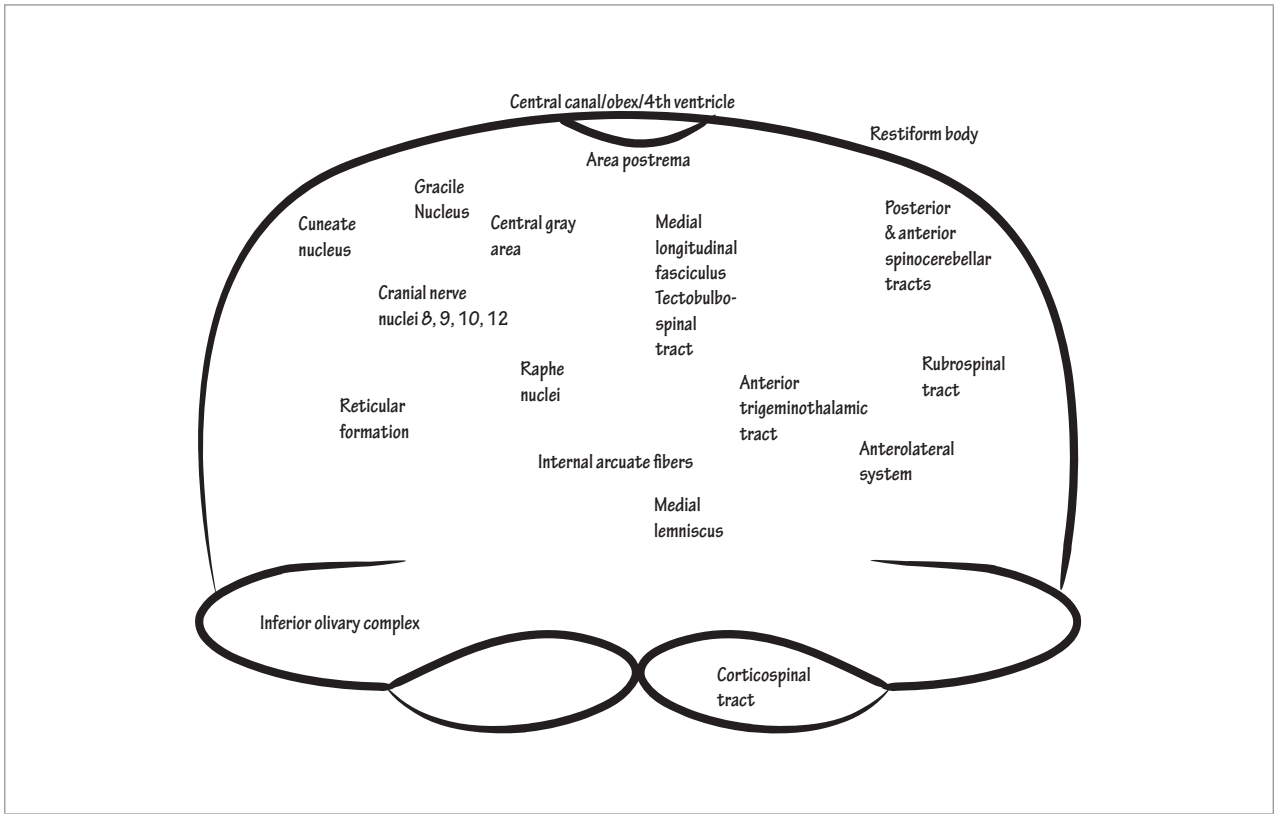 Central canal/obex/4th ventricle
Restiform body
Area postrema
Gracile
Nucleus
Cuneate
nucleus
Central gray
area
Medial
longitudinal
fasciculus
Tectobulbo-
spinal
tract
Posterior
& anterior
spinocerebellar
tracts
Cranial nerve
nuclei 8, 9, 10, 12
Raphe
nuclei
Rubrospinal
tract
Anterior
trigeminothalamic
tract
Reticular
formation
Anterolateral
system
Internal arcuate fibers
Medial
lemniscus
Inferior olivary complex
Corticospinal
tract